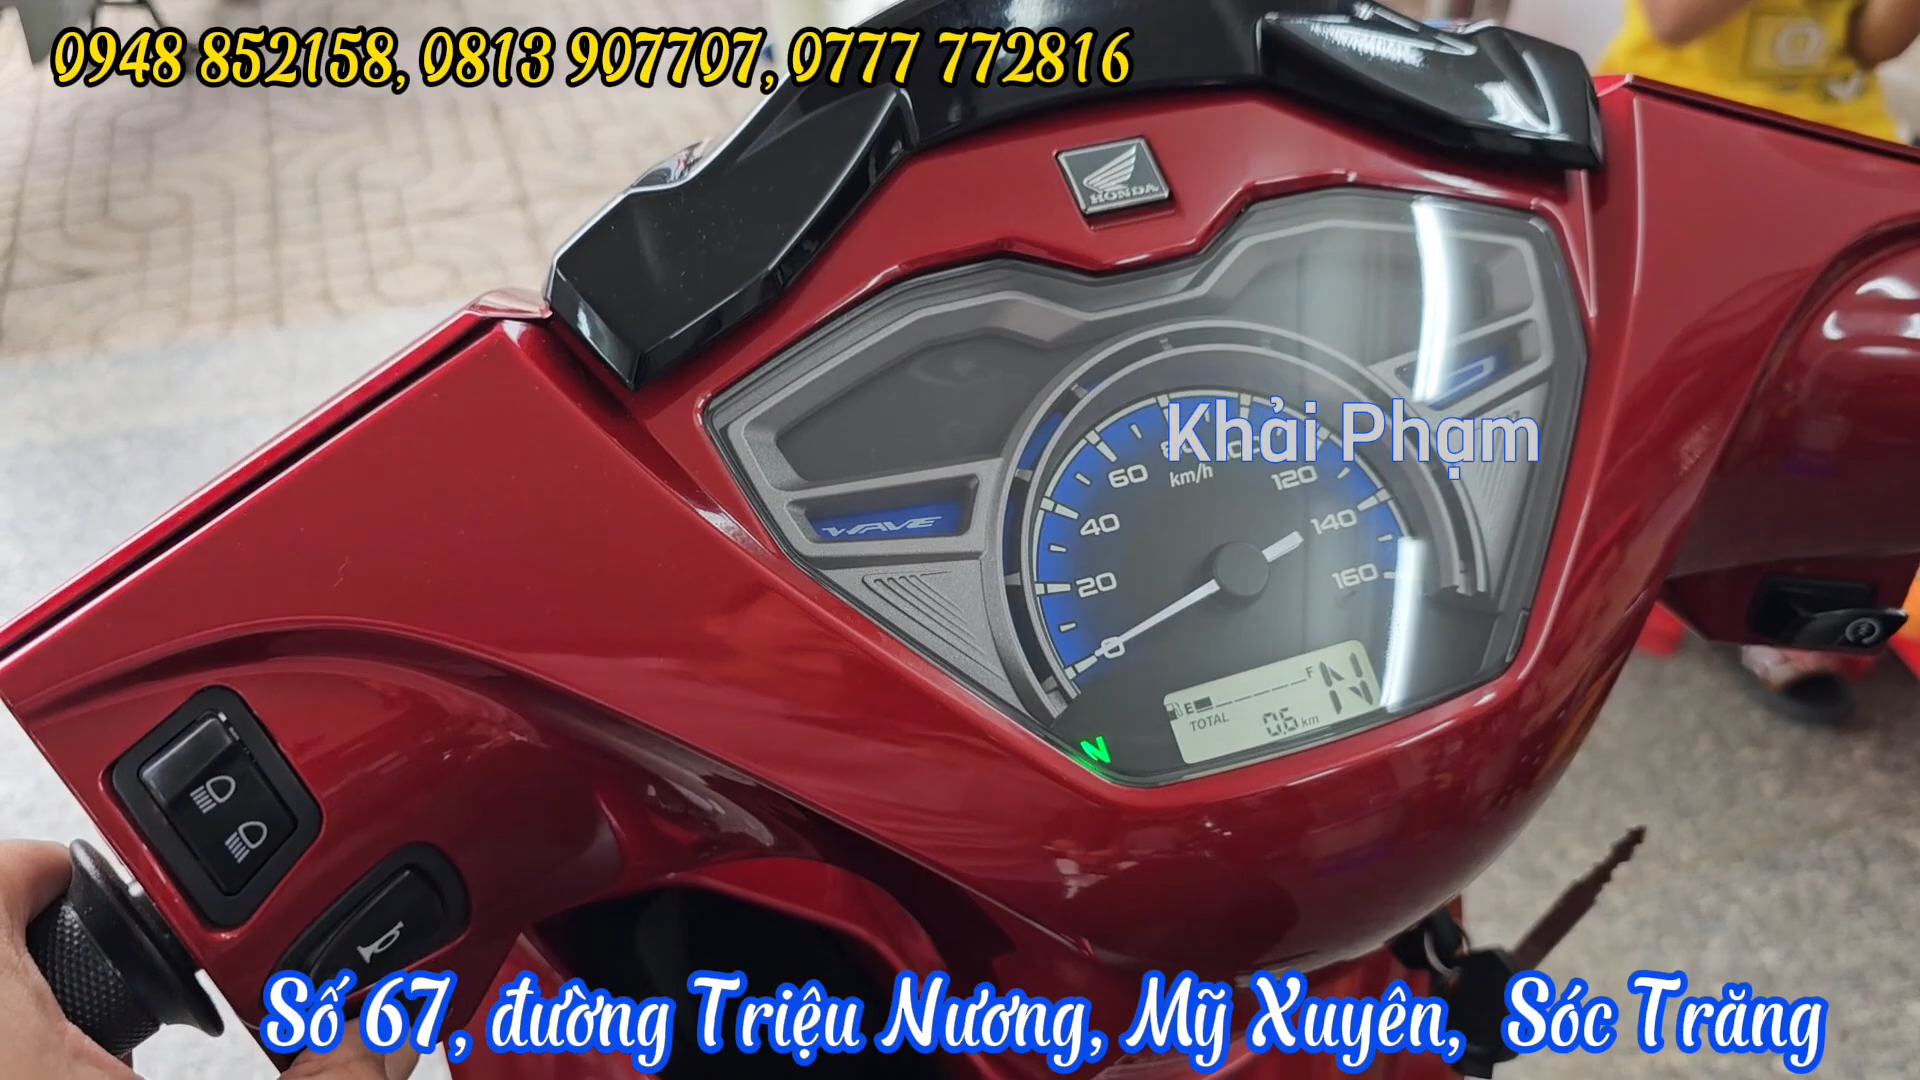 0948 852158, 0813 907707, 0777 772816
HONDA
Khải Phạm
km/h
60
120
40
140
WAVE
20
160
0
E F N
TOTAL 0.6 km
N
Số 67, đường Triệu Nương, Mỹ Xuyên, Sóc Trăng